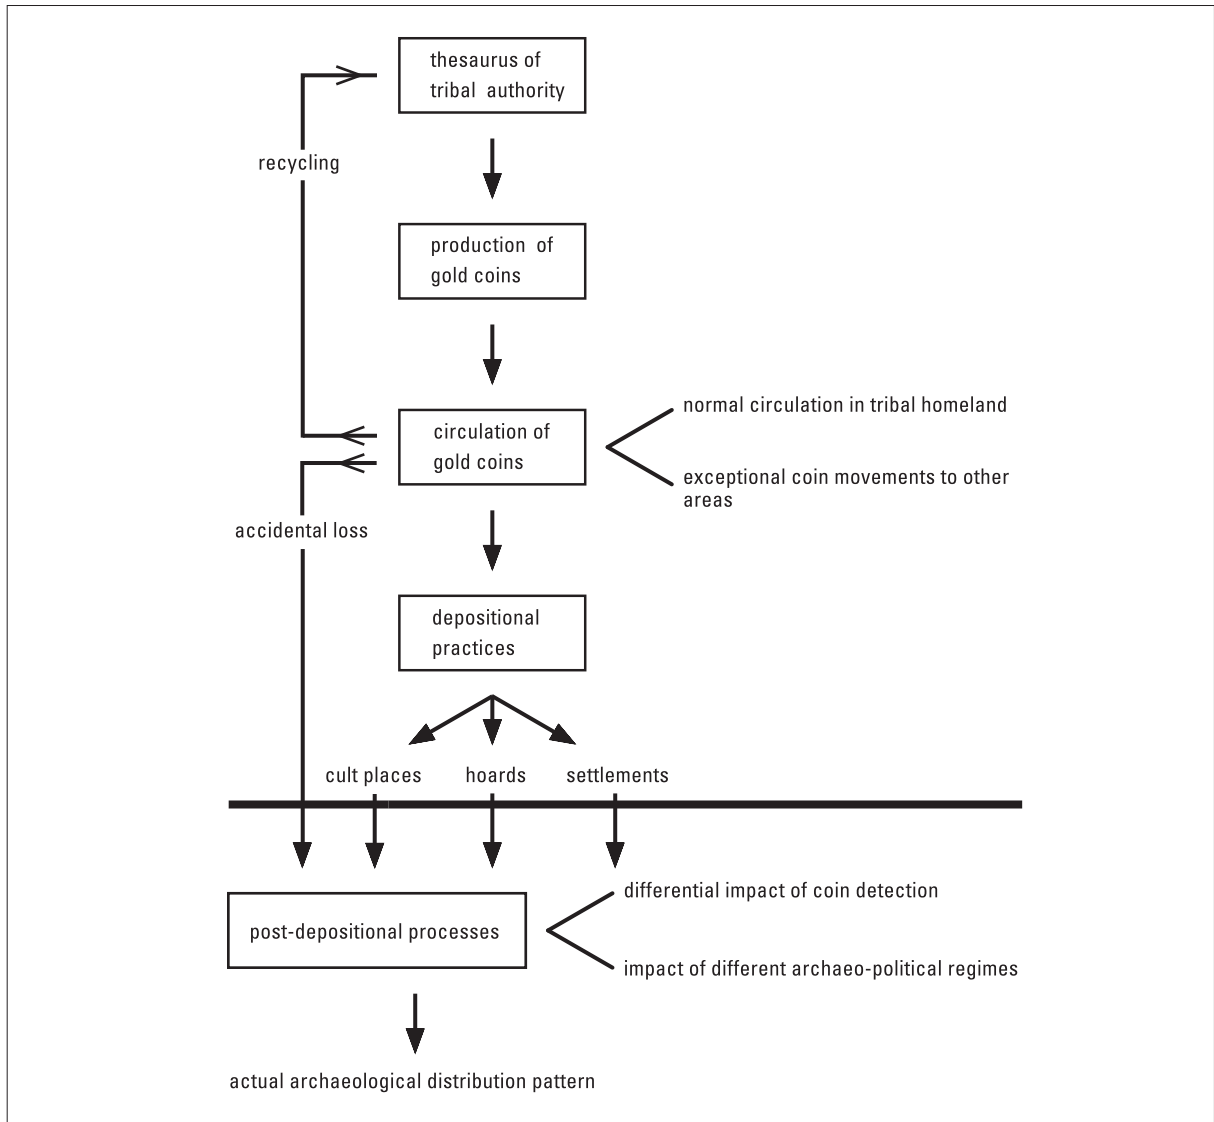 thesaurus of
tribal authority
recycling
production of
gold coins
normal circulation in tribal homeland
circulation of
gold coins
exceptional coin movements to other
areas
accidental loss
depositional
practices
cult places
hoards
settlements
differential impact of coin detection
post-depositional processes
impact of different archaeo-political regimes
actual archaeological distribution pattern